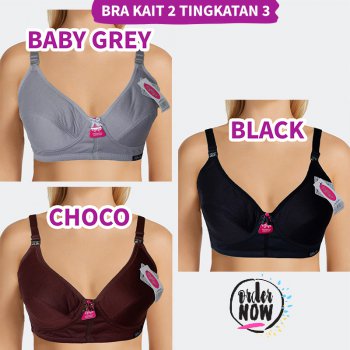 BRA KAIT 2 TINGKATAN 3
BABY GREY
BLACK
CHOCO
order
NOW